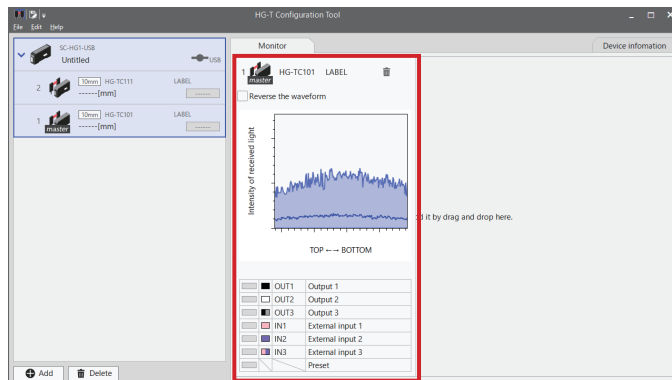 HG-T Configuration Tool
File Edit Help
SC-HG1-USB
Untitled
USB
2
10mm HG-TC111
LABEL
------[mm]
------
1
master
10mm HG-TC101
LABEL
------[mm]
------
Add
Delete
Monitor
Device infomation
1
master
HG-TC101 LABEL
Reverse the waveform
Intensity of received light
TOP ←→ BOTTOM
OUT1 Output 1
OUT2 Output 2
OUT3 Output 3
IN1 External input 1
IN2 External input 2
IN3 External input 3
Preset
d it by drag and drop here.